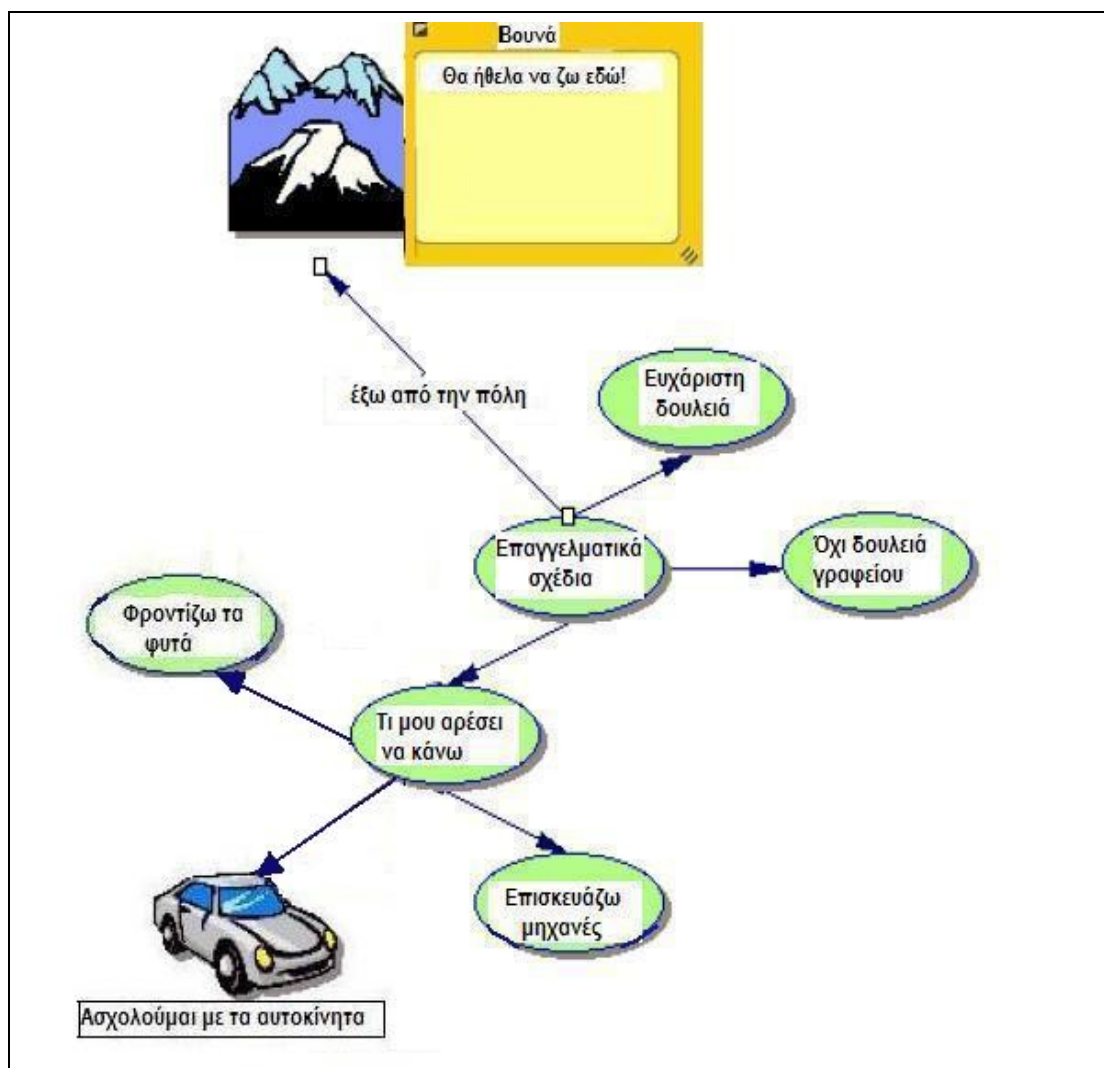 Βουνά
Θα ήθελα να ζω εδώ!
έξω από την πόλη
Ευχάριστη
δουλειά
Επαγγελματικά
σχέδια
Όχι δουλειά
γραφείου
Φροντίζω τα
φυτά
Τι μου αρέσει
να κάνω
Επισκευάζω
μηχανές
Ασχολούμαι με τα αυτοκίνητα